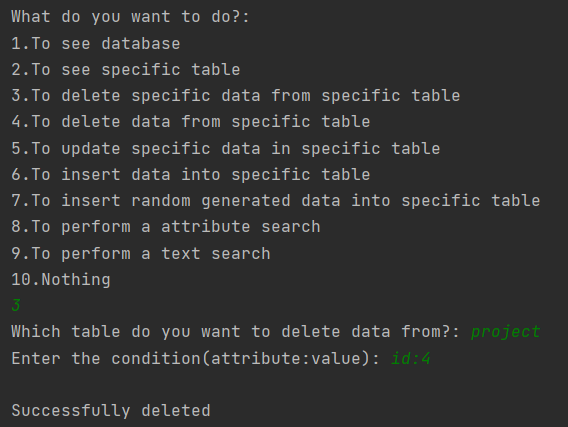 What do you want to do?:
1.To see database
2.To see specific table
3.To delete specific data from specific table
4.To delete data from specific table
5.To update specific data in specific table
6.To insert data into specific table
7.To insert random generated data into specific table
8.To perform a attribute search
9.To perform a text search
10.Nothing
3
Which table do you want to delete data from?: project
Enter the condition(attribute:value): id:4
Successfully deleted